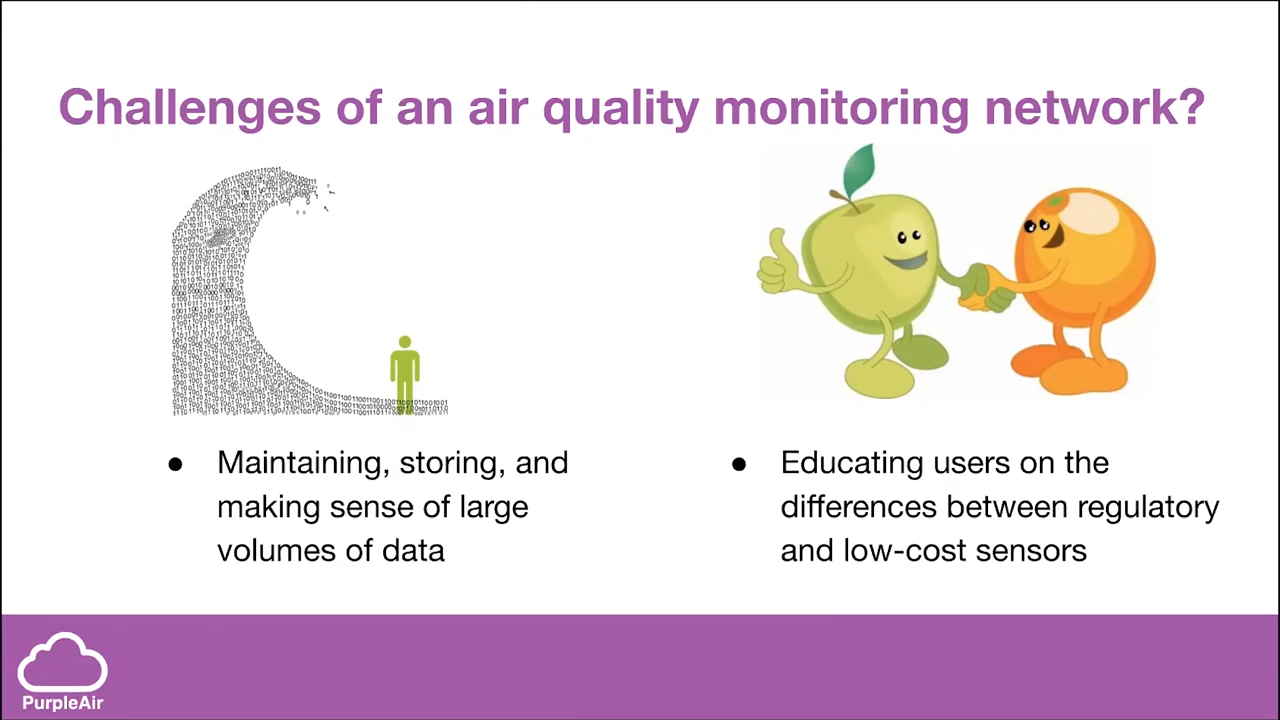 Challenges of an air quality monitoring network?
● Maintaining, storing, and
making sense of large
volumes of data
● Educating users on the
differences between regulatory
and low-cost sensors
PurpleAir